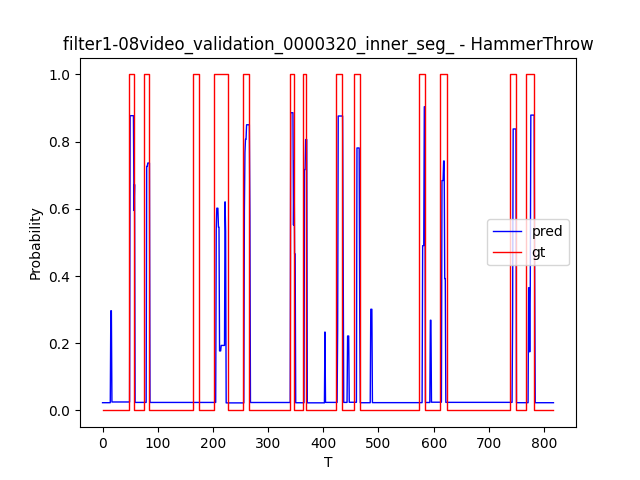 filter1-08video_validation_0000320_inner_seg_ - HammerThrow
1.0
0.8
0.6
0.4
0.2
0.0
Probability
pred
gt
0 100 200 300 400 500 600 700 800
T